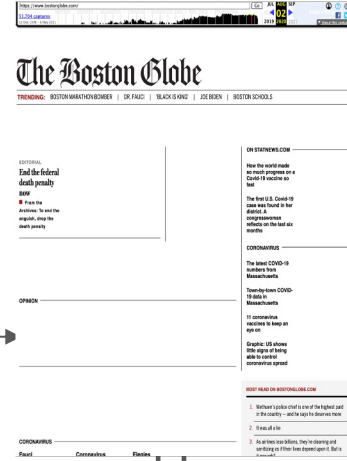 https://www.bostonglobe.com/
Go
JUL AUG SEP
02
2019 2020 2021
51,704 captures
The Boston Globe
TRENDING: BOSTON MARATHON BOMBER | DR. FAUCI | 'BLACK IS KING' | JOE BIDEN | BOSTON SCHOOLS
EDITORIAL
End the federal
death penalty
now
From the
Archives: To end the
anguish, drop the
death penalty
OPINION
CORONAVIRUS
Fauci Coronavirus Eleg
ON STATNEWS.COM
How the world made
so much progress on a
Covid-19 vaccine so
fast
The first U.S. Covid-19
case was found in her
district. A
congresswoman
reflects on the last six
months
CORONAVIRUS
The latest COVID-19
numbers from
Massachusetts
Town-by-town COVID-
19 data in
Massachusetts
11 coronavirus
vaccines to keep an
eye on
Graphic: US shows
little signs of being
able to control
coronavirus spread
MOST READ ON BOSTONGLOBE.COM
1. Methuen's police chief is one of the highest paid
in the country — and he says he deserves more
2. It was all a lie
3. As airlines lose billions, they're cleaning and
sanitizing as if their lives depend upon it. But is
it enough?